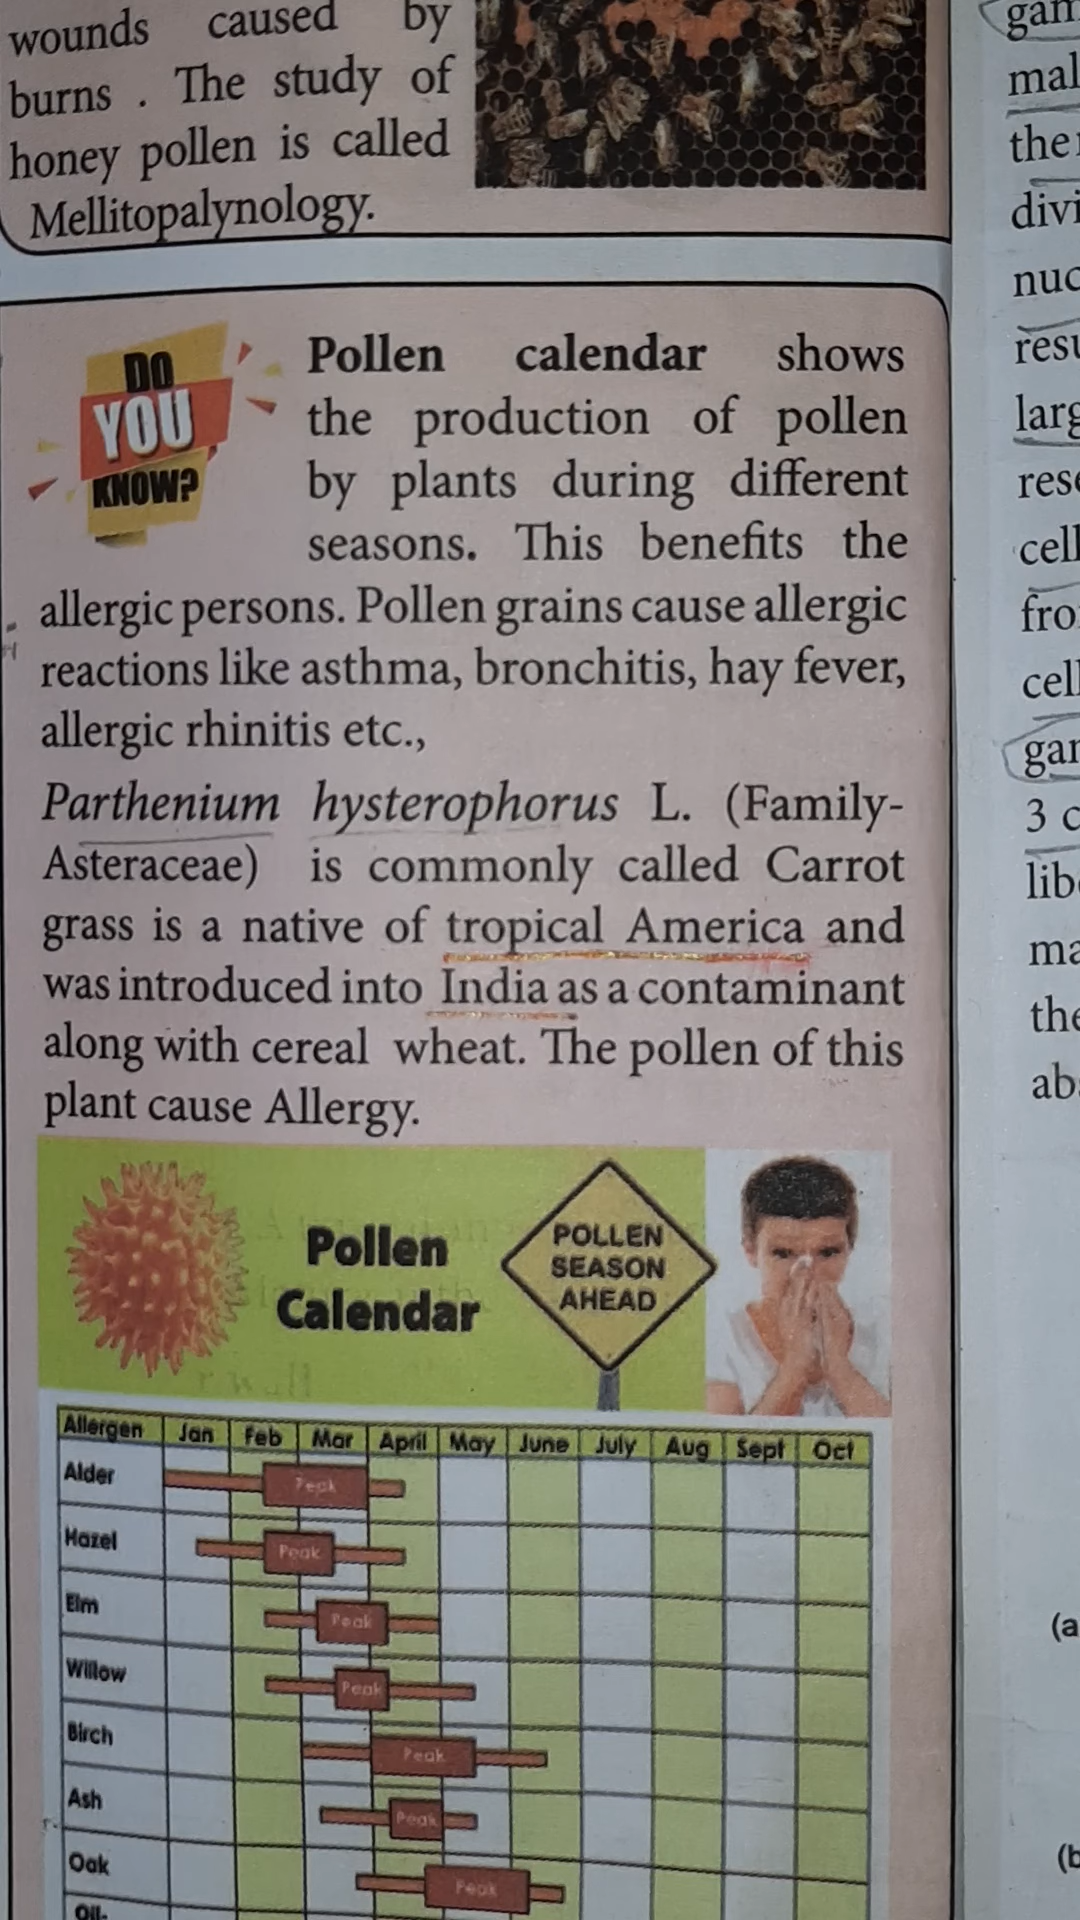 wounds caused by
burns . The study of
honey pollen is called
Mellitopalynology.
DO
YOU
KNOW?
Pollen calendar shows
the production of pollen
by plants during different
seasons. This benefits the
allergic persons. Pollen grains cause allergic
reactions like asthma, bronchitis, hay fever,
allergic rhinitis etc.,
Parthenium hysterophorus L. (Family-
Asteraceae) is commonly called Carrot
grass is a native of tropical America and
was introduced into India as a contaminant
along with cereal wheat. The pollen of this
plant cause Allergy.
Pollen
Calendar
POLLEN
SEASON
AHEAD
Allergen Jan Feb Mar April May June July Aug Sept Oct
Alder Peak
Hazel Peak
Elm Peak
Willow Peak
Birch Peak
Ash Peak
Oak Peak
Oil-
3
(a
(b